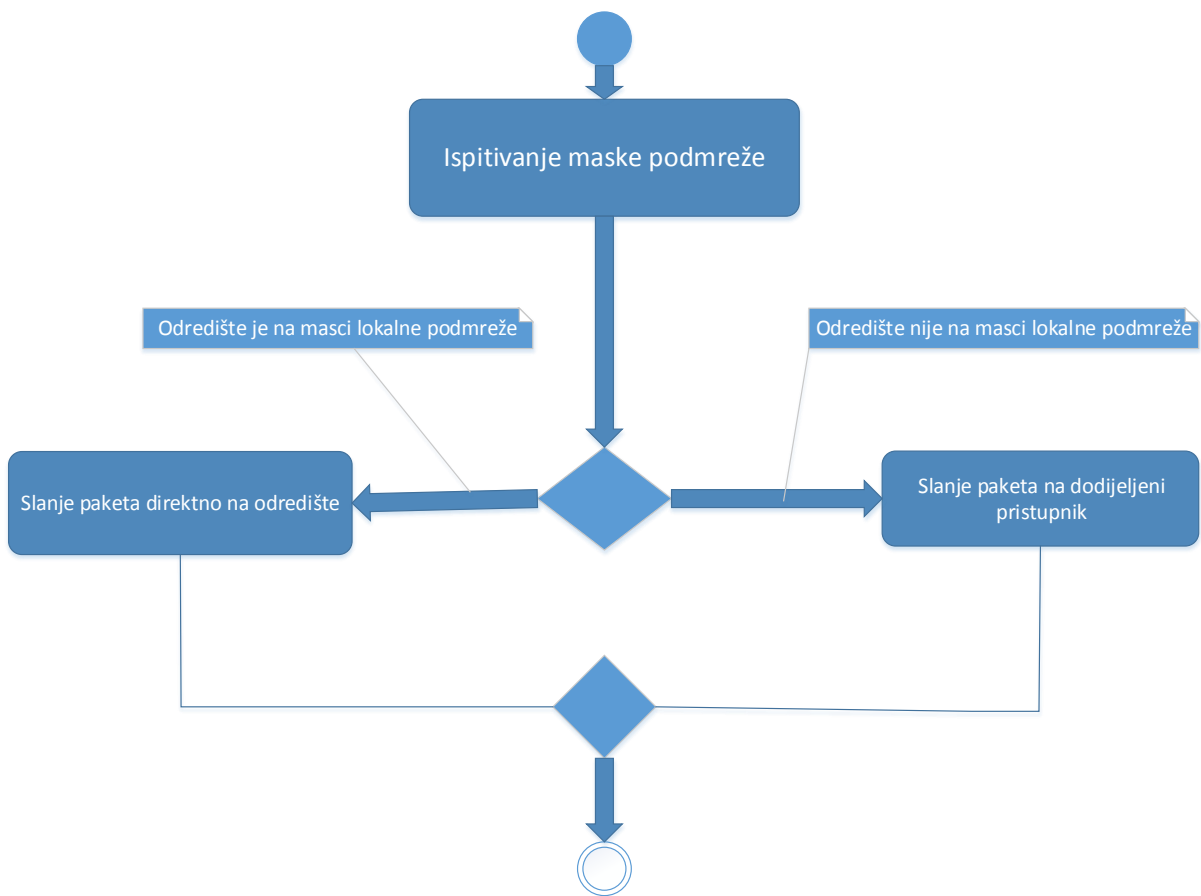 Ispitivanje maske podmreže
Odredište je na masci lokalne podmreže
Odredište nije na masci lokalne podmreže
Slanje paketa direktno na odredište
Slanje paketa na dodijeljeni
pristupnik